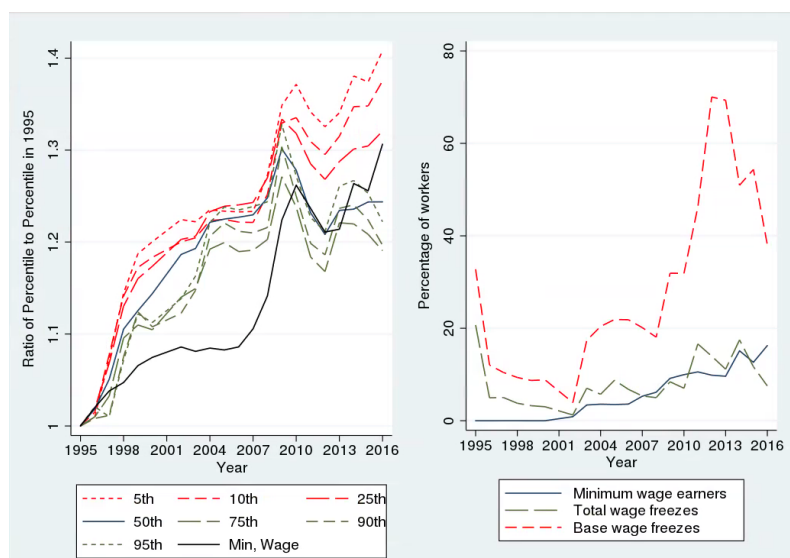 Ratio of Percentile to Percentile in 1995
1.4
1.3
1.2
1.1
1
1995 1998 2001 2004 2007 2010 2013 2016
Year
5th 10th 25th
50th 75th 90th
95th Min, Wage
Percentage of workers
80
60
40
20
0
1995 1998 2001 2004 2007 2010 2013 2016
Year
Minimum wage earners
Total wage freezes
Base wage freezes